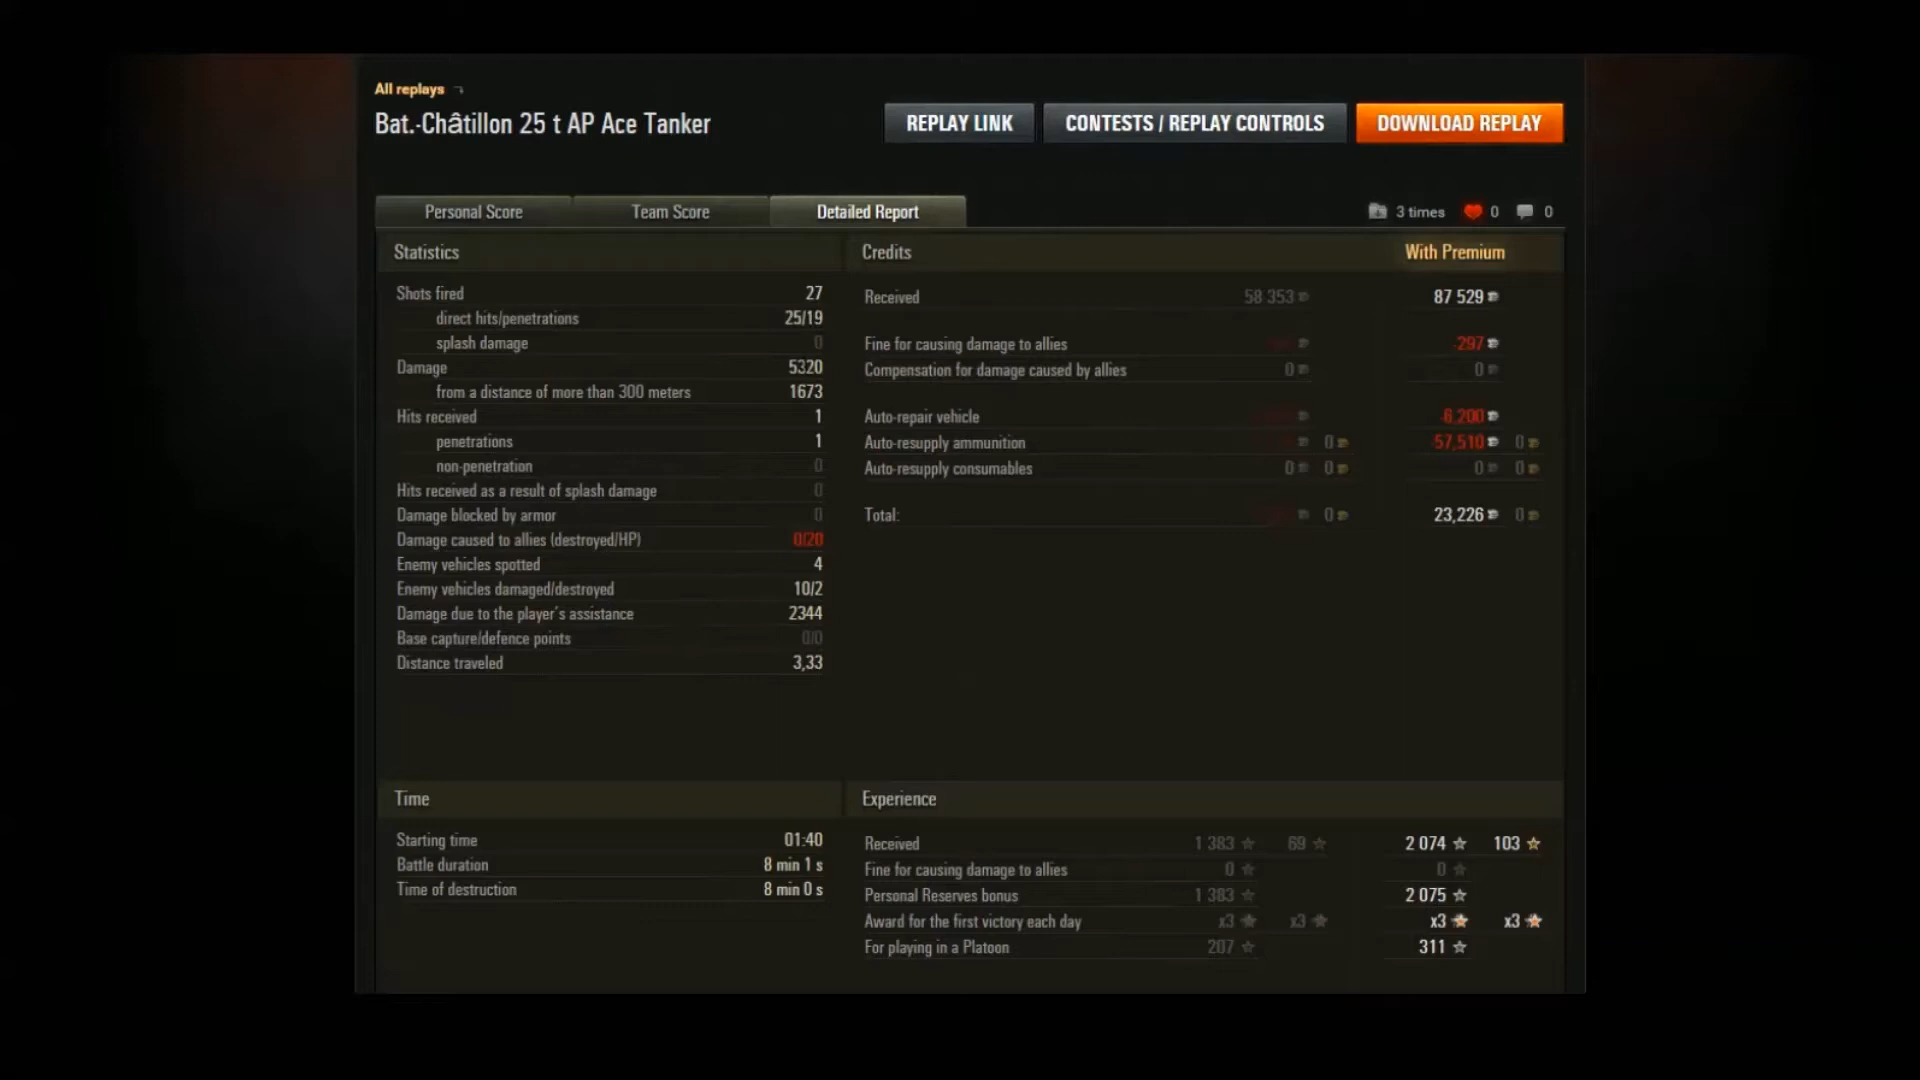 All replays
Bat.-Châtillon 25 t AP Ace Tanker
REPLAY LINK
CONTESTS / REPLAY CONTROLS
DOWNLOAD REPLAY
Personal Score
Team Score
Detailed Report
3 times 0 0
Statistics
Shots fired 27
direct hits/penetrations 25/19
splash damage 0
Damage 5320
from a distance of more than 300 meters 1673
Hits received 1
penetrations 1
non-penetration 0
Hits received as a result of splash damage 0
Damage blocked by armor 0
Damage caused to allies (destroyed/HP) 0/20
Enemy vehicles spotted 4
Enemy vehicles damaged/destroyed 10/2
Damage due to the player's assistance 2344
Base capture/defence points 0/0
Distance traveled 3,33
Credits With Premium
Received 58 353 87 529
Fine for causing damage to allies -297
Compensation for damage caused by allies 0 0
Auto-repair vehicle -6,200
Auto-resupply ammunition 0 -57,510 0
Auto-resupply consumables 0 0 0 0
Total: 0 23,226 0
Time
Starting time 01:40
Battle duration 8 min 1 s
Time of destruction 8 min 0 s
Experience
Received 1 383 69 2 074 103
Fine for causing damage to allies 0 0
Personal Reserves bonus 1 383 2 075
Award for the first victory each day x3 x3 x3 x3
For playing in a Platoon 207 311